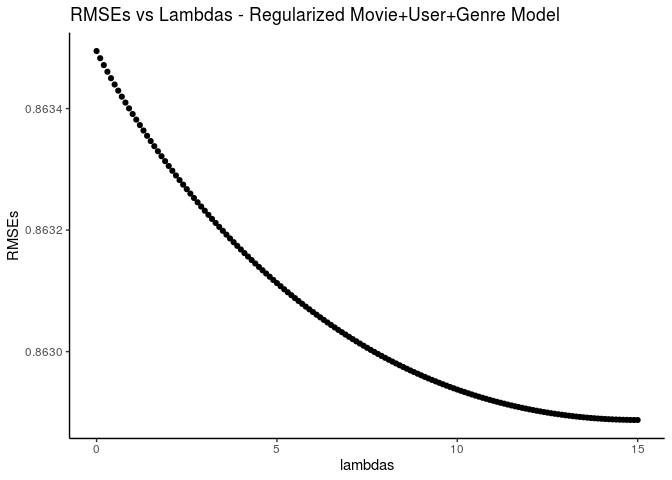 RMSEs vs Lambdas - Regularized Movie+User+Genre Model
0.8634
0.8632
0.8630
RMSEs
0
5
10
15
lambdas